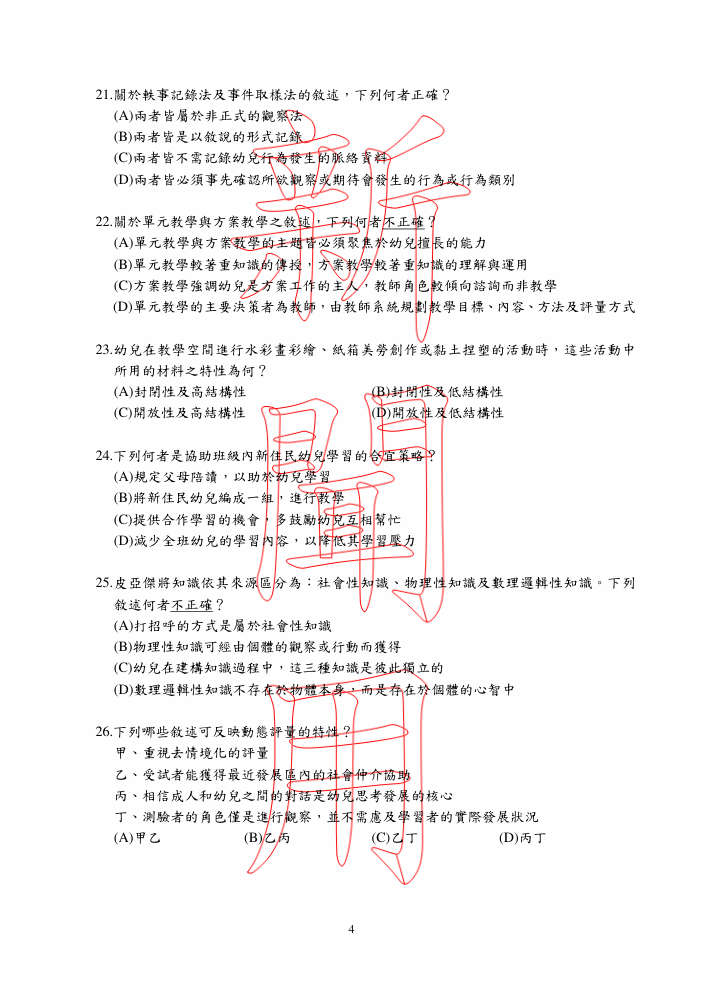 21.關於軼事記錄法及事件取樣法的敘述，下列何者正確？
(A)兩者皆屬於非正式的觀察法
(B)兩者皆是以敘說的形式記錄
(C)兩者皆不需記錄幼兒行為發生的脈絡資料
(D)兩者皆必須事先確認所欲觀察或期待會發生的行為或行為類別
22.關於單元教學與方案教學之敘述，下列何者不正確？
(A)單元教學與方案教學的主題皆必須聚焦於幼兒擅長的能力
(B)單元教學較著重知識的傳授，方案教學較著重知識的理解與運用
(C)方案教學強調幼兒是方案工作的主人，教師角色較傾向諮詢而非教學
(D)單元教學的主要決策者為教師，由教師系統規劃教學目標、內容、方法及評量方式
23.幼兒在教學空間進行水彩畫彩繪、紙箱美勞創作或黏土捏塑的活動時，這些活動中
所用的材料之特性為何？
(A)封閉性及高結構性 (B)封閉性及低結構性
(C)開放性及高結構性 (D)開放性及低結構性
24.下列何者是協助班級內新住民幼兒學習的合宜策略？
(A)規定父母陪讀，以助於幼兒學習
(B)將新住民幼兒編成一組，進行教學
(C)提供合作學習的機會，多鼓勵幼兒互相幫忙
(D)減少全班幼兒的學習內容，以降低其學習壓力
25.皮亞傑將知識依其來源區分為：社會性知識、物理性知識及數理邏輯性知識。下列
敘述何者不正確？
(A)打招呼的方式是屬於社會性知識
(B)物理性知識可經由個體的觀察或行動而獲得
(C)幼兒在建構知識過程中，這三種知識是彼此獨立的
(D)數理邏輯性知識不存在於物體本身，而是存在於個體的心智中
26.下列哪些敘述可反映動態評量的特性？
甲、重視去情境化的評量
乙、受試者能獲得最近發展區內的社會仲介協助
丙、相信成人和幼兒之間的對話是幼兒思考發展的核心
丁、測驗者的角色僅是進行觀察，並不需慮及學習者的實際發展狀況
(A)甲乙 (B)乙丙 (C)乙丁 (D)丙丁
4
新聞用